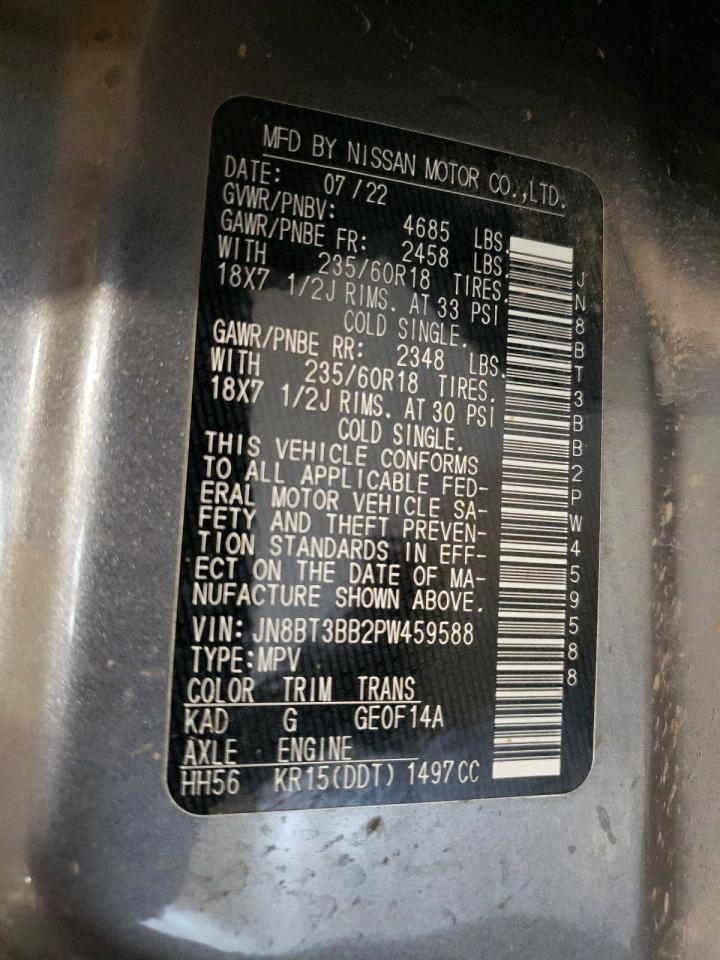 MFD BY NISSAN MOTOR CO.,LTD.
DATE: 07/22
GVWR/PNBV: 4685 LBS.
GAWR/PNBE FR: 2458 LBS.
WITH 235/60R18 TIRES.
18X7 1/2J RIMS. AT 33 PSI
COLD SINGLE.
GAWR/PNBE RR: 2348 LBS.
WITH 235/60R18 TIRES.
18X7 1/2J RIMS. AT 30 PSI
COLD SINGLE.
THIS VEHICLE CONFORMS
TO ALL APPLICABLE FED-
ERAL MOTOR VEHICLE SA-
FETY AND THEFT PREVEN-
TION STANDARDS IN EFF-
ECT ON THE DATE OF MA-
NUFACTURE SHOWN ABOVE.
VIN: JN8BT3BB2PW459588
TYPE:MPV
COLOR TRIM TRANS
KAD G GE0F14A
AXLE ENGINE
HH56 KR15(DDT) 1497CC
JN8BT3BB2PW459588